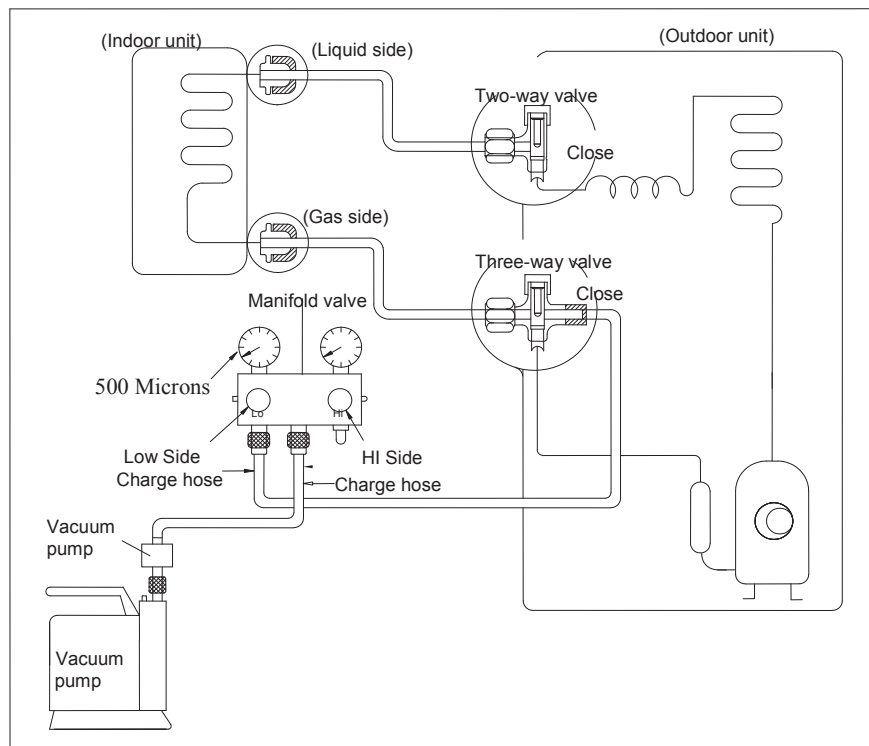 (Indoor unit)
(Liquid side)
(Outdoor unit)
Two-way valve
Close
(Gas side)
Three-way valve
Close
Manifold valve
500 Microns
Lo
Hi
Low Side
HI Side
Charge hose
Charge hose
Vacuum
pump
Vacuum
pump